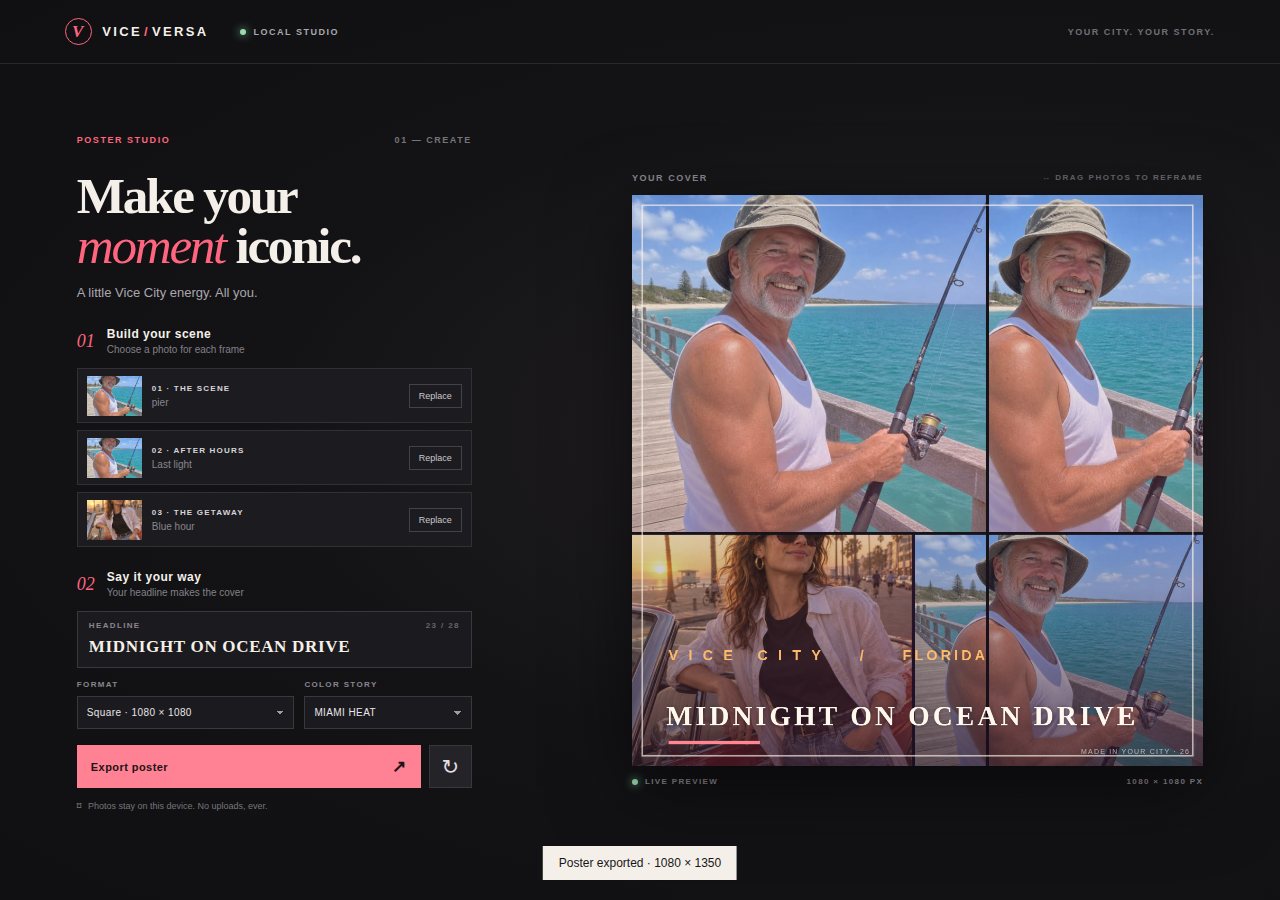 V VICE/VERSA
LOCAL STUDIO
YOUR CITY. YOUR STORY.
POSTER STUDIO
01 — CREATE
Make your
moment iconic.
A little Vice City energy. All you.
01 Build your scene
Choose a photo for each frame
01 · THE SCENE
pier
Replace
02 · AFTER HOURS
Last light
Replace
03 · THE GETAWAY
Blue hour
Replace
02 Say it your way
Your headline makes the cover
HEADLINE
23 / 28
MIDNIGHT ON OCEAN DRIVE
FORMAT
COLOR STORY
Square · 1080 × 1080
MIAMI HEAT
Export poster ↗
↻
Photos stay on this device. No uploads, ever.
YOUR COVER
↔ DRAG PHOTOS TO REFRAME
VICE CITY / FLORIDA
MIDNIGHT ON OCEAN DRIVE
MADE IN YOUR CITY · 26
LIVE PREVIEW
1080 × 1080 PX
Poster exported · 1080 × 1350